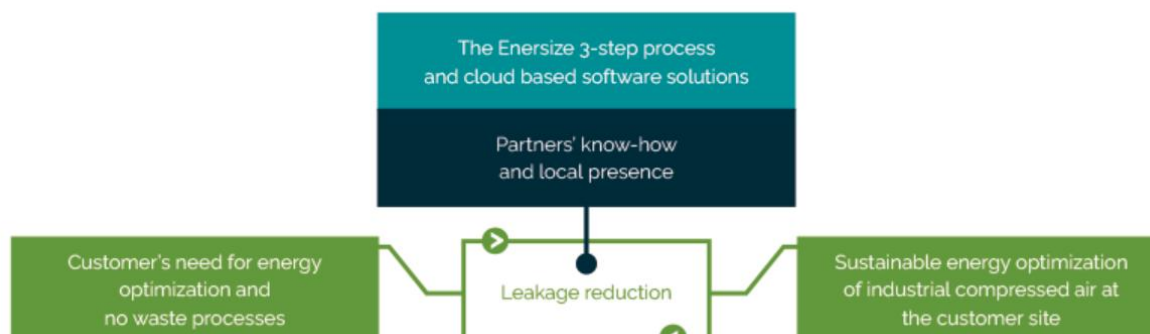 The Enersize 3-step process
and cloud based software solutions
Partners' know-how
and local presence
Customer's need for energy
optimization and
no waste processes
Leakage reduction
Sustainable energy optimization
of industrial compressed air at
the customer site